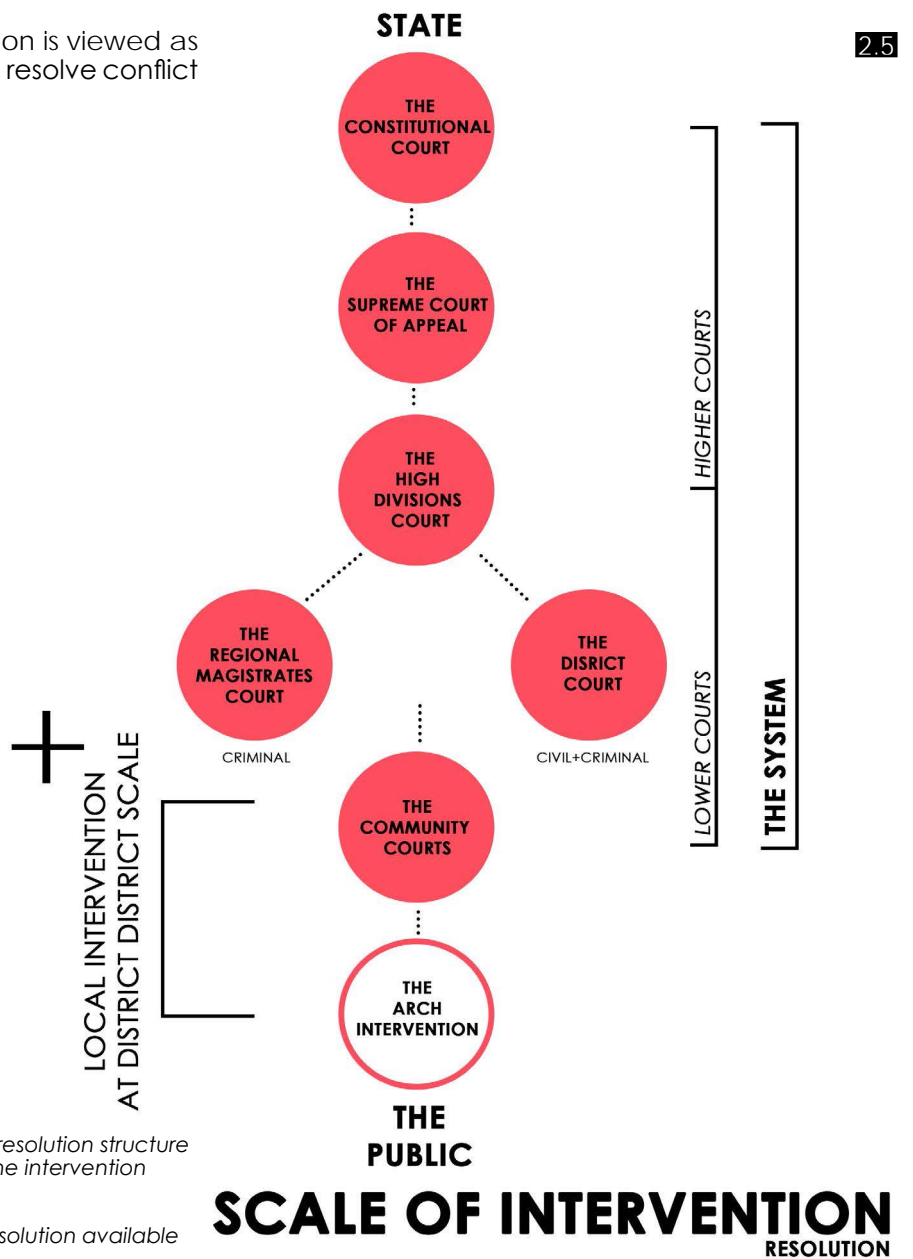 STATE
on is viewed as
resolve conflict
2.5
THE
CONSTITUTIONAL
COURT
THE
SUPREME COURT
OF APPEAL
HIGHER COURTS
THE
HIGH
DIVISIONS
COURT
THE
REGIONAL
MAGISTRATES
COURT
CRIMINAL
THE
DISRICT
COURT
CIVIL+CRIMINAL
LOWER COURTS
THE SYSTEM
LOCAL INTERVENTION
AT DISTRICT DISTRICT SCALE
THE
COMMUNITY
COURTS
THE
ARCH
INTERVENTION
THE
PUBLIC
resolution structure
ne intervention
solution available
SCALE OF INTERVENTION
RESOLUTION